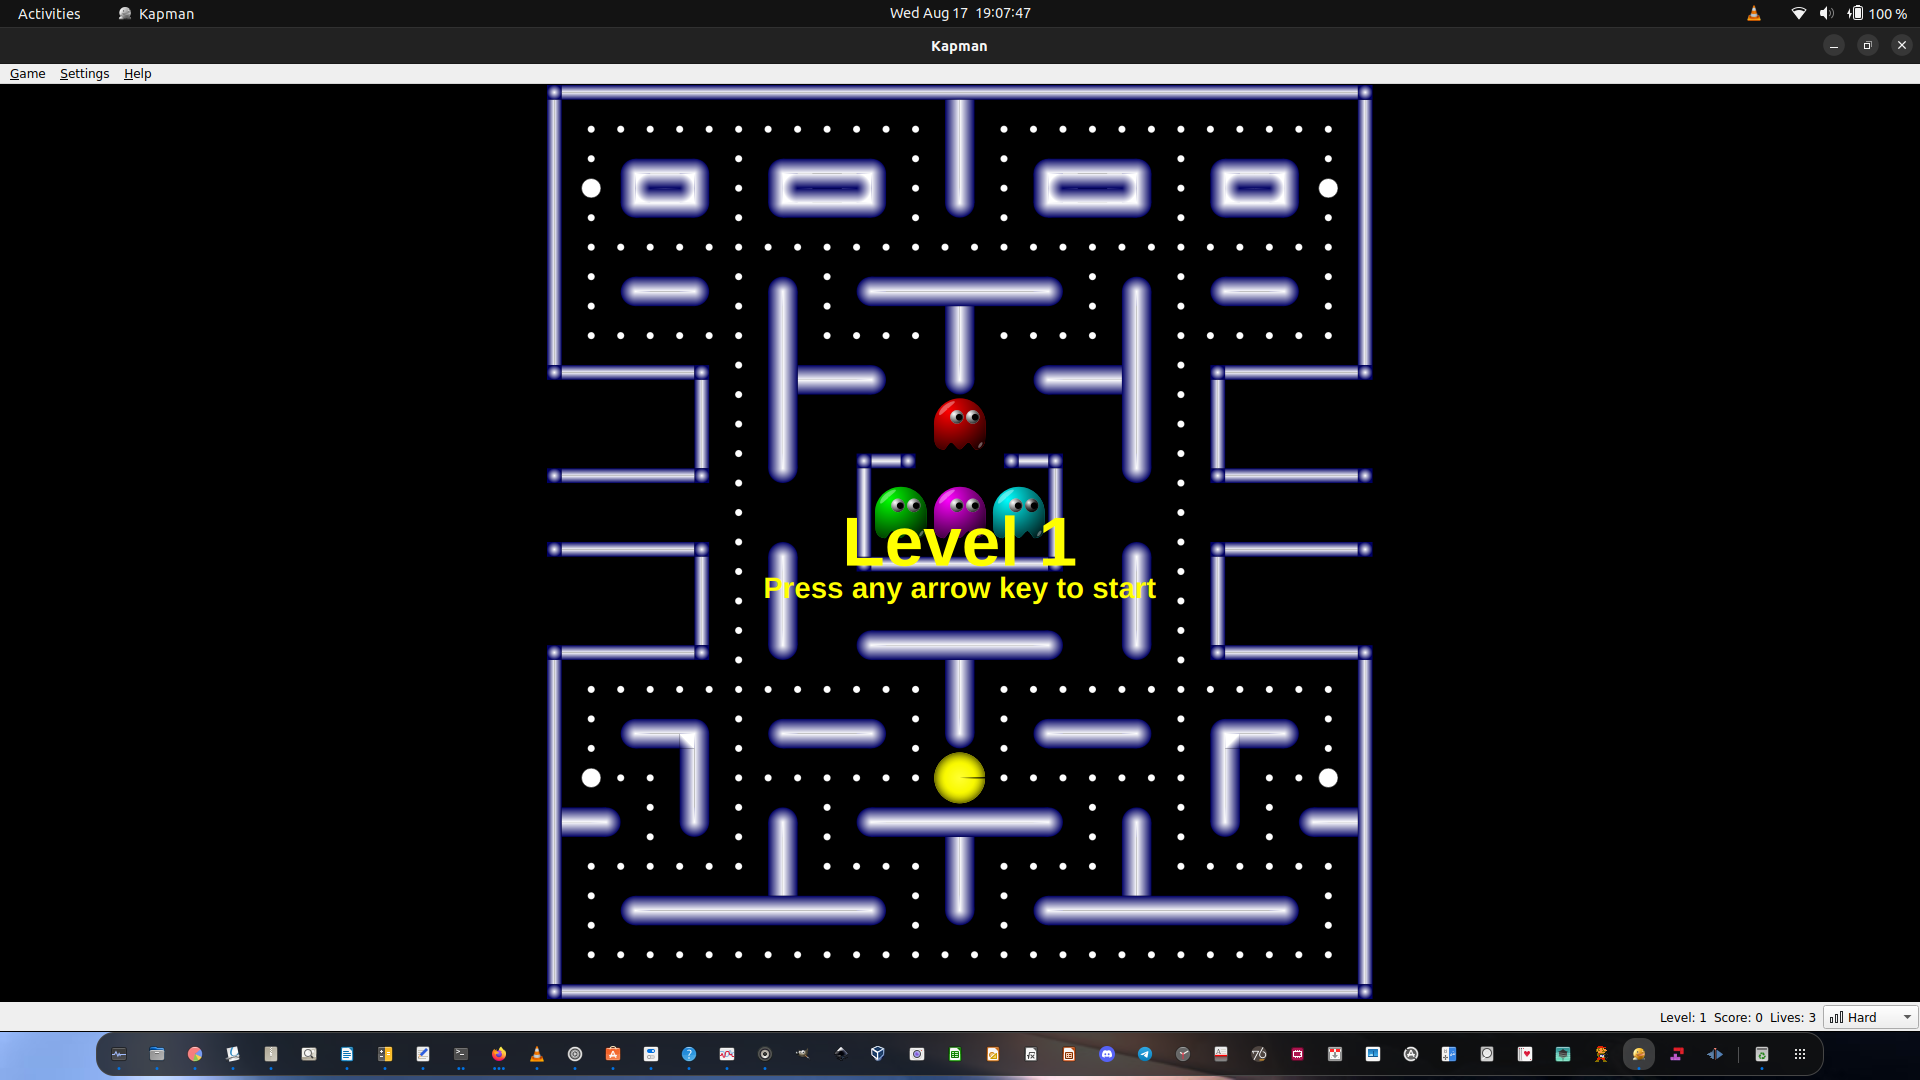 Activities Kapman Wed Aug 17 19:07:47 100 %
Kapman
Game Settings Help
Level 1
Press any arrow key to start
Level: 1 Score: 0 Lives: 3 Hard
76